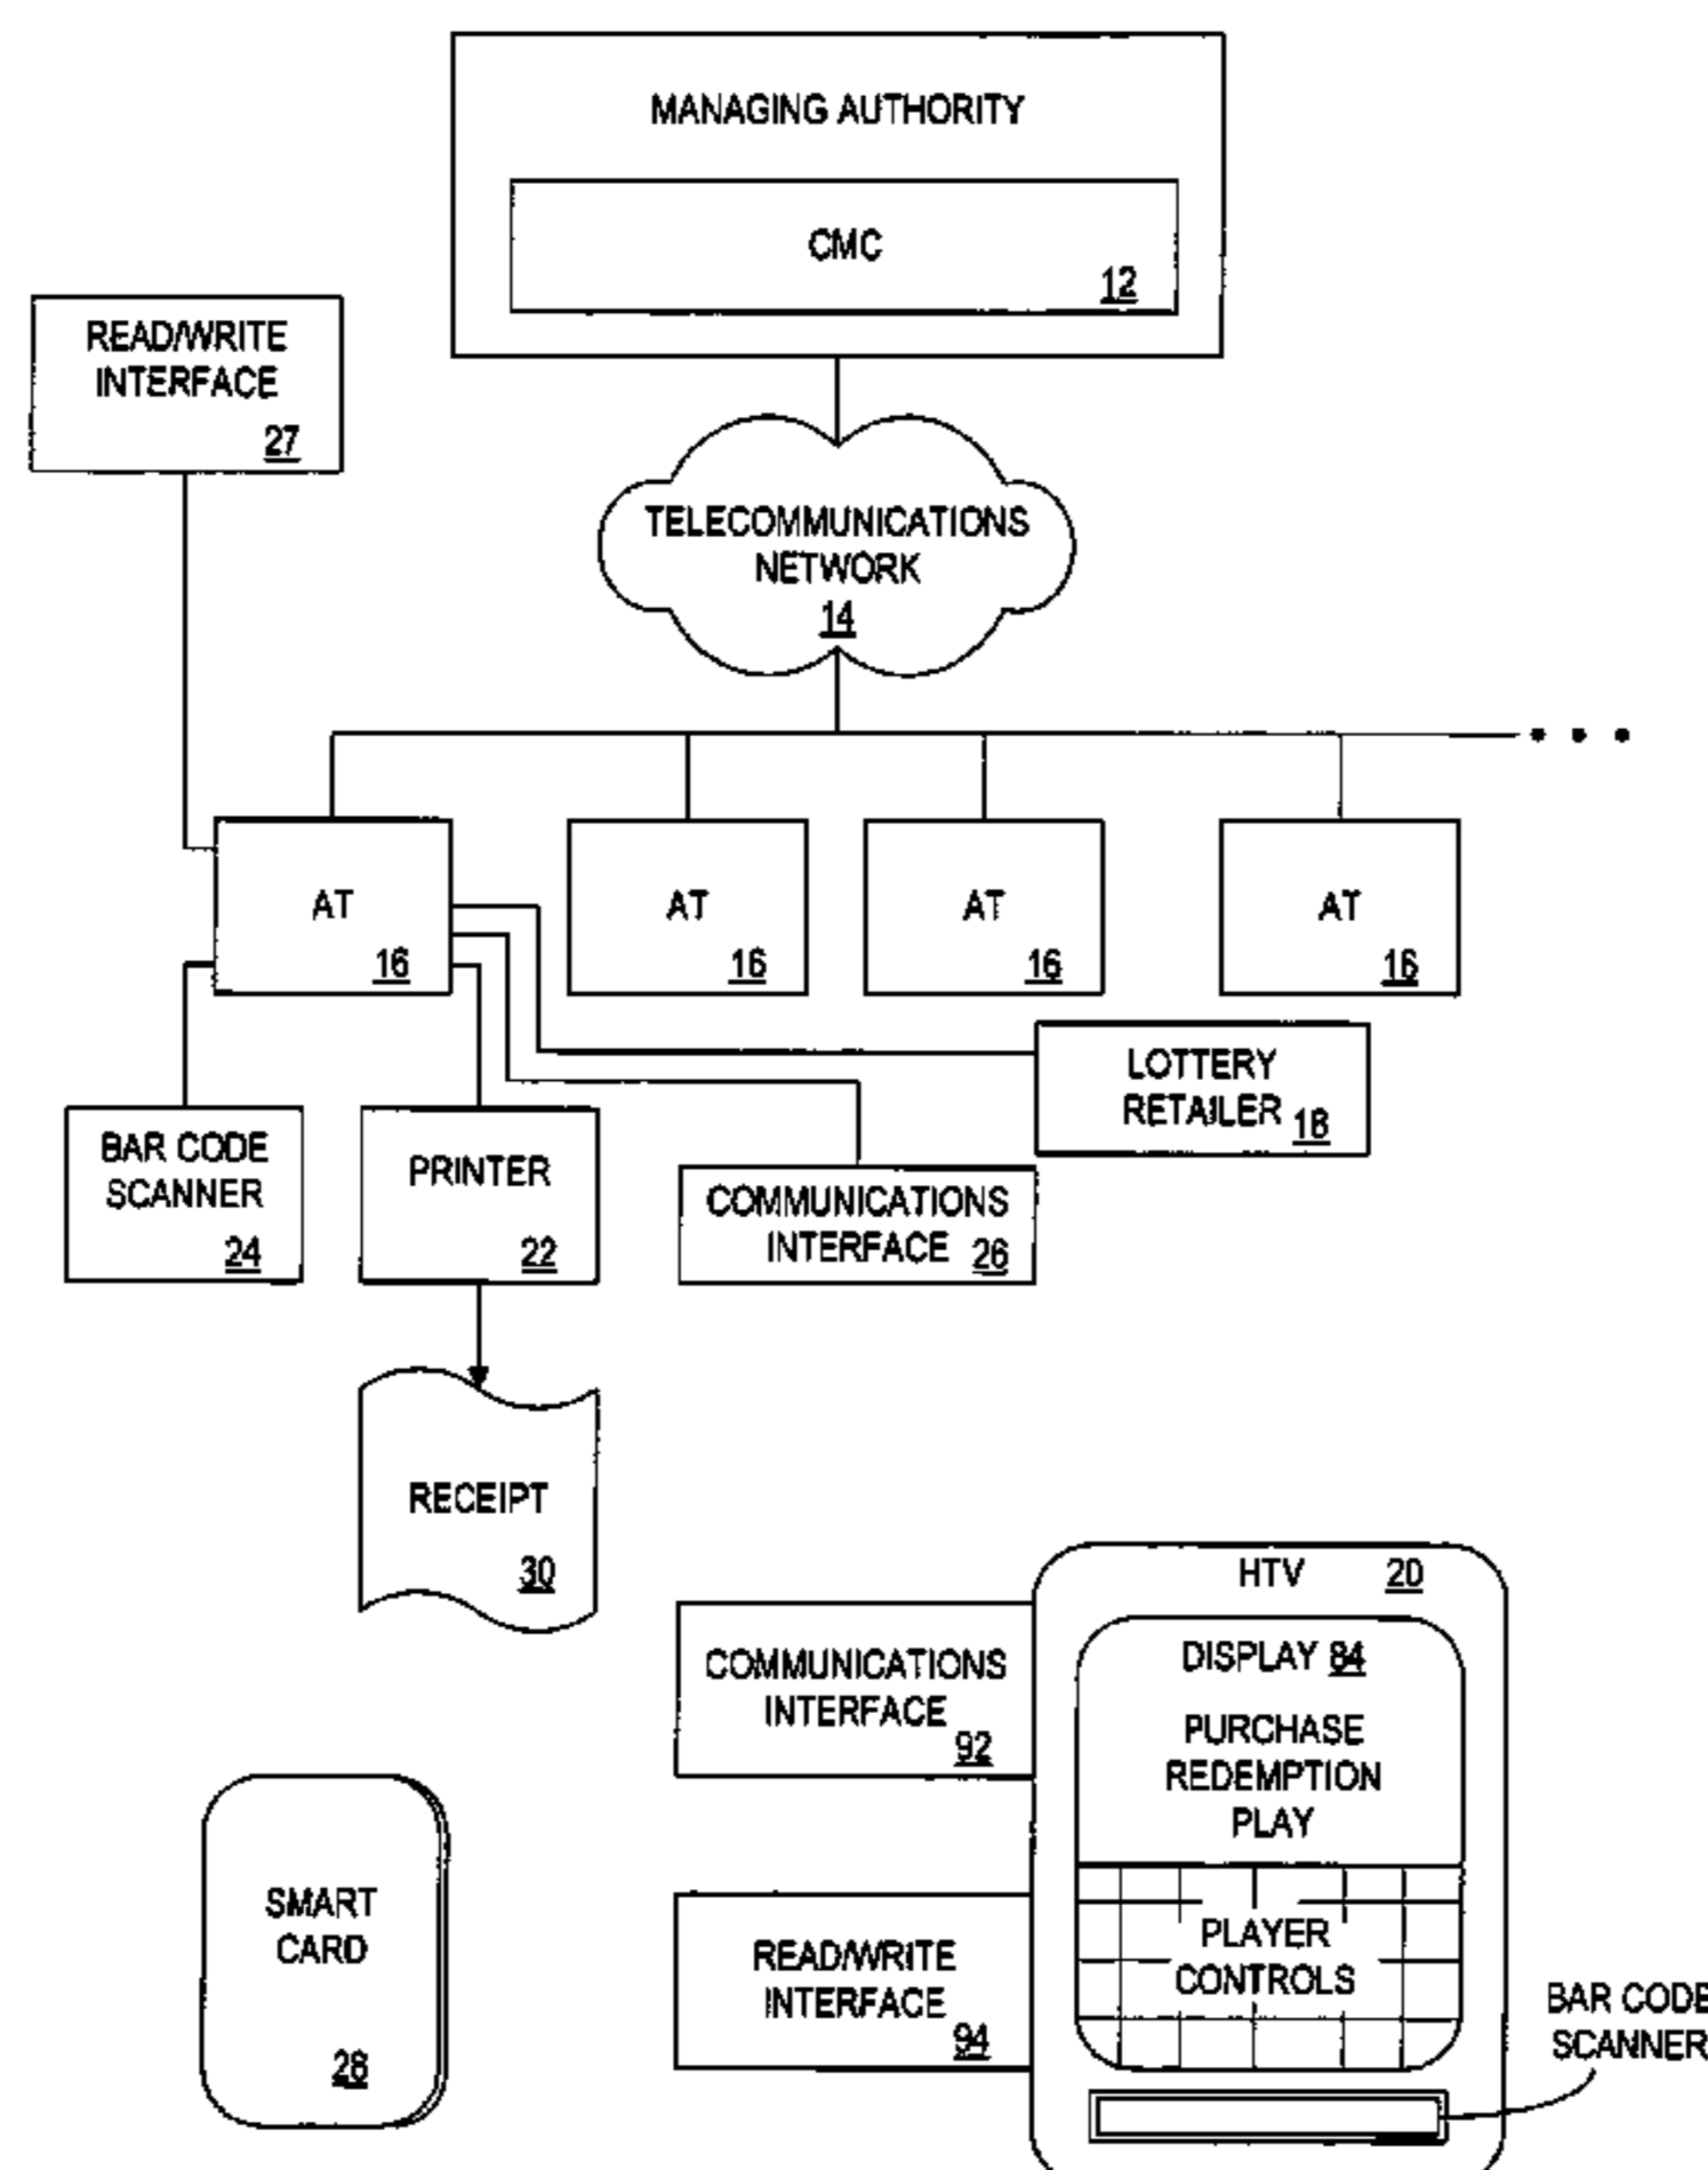 MANAGING AUTHORITY
CMC
12
READ/WRITE
INTERFACE
27
TELECOMMUNICATIONS
NETWORK
14
AT
16
AT
16
AT
16
AT
16
LOTTERY
RETAILER 18
BAR CODE
SCANNER
24
PRINTER
22
COMMUNICATIONS
INTERFACE 26
RECEIPT
30
HTV 20
DISPLAY 84
PURCHASE
REDEMPTION
PLAY
COMMUNICATIONS
INTERFACE
92
SMART
CARD
28
READ/WRITE
INTERFACE
94
PLAYER
CONTROLS
BAR CODE
SCANNER